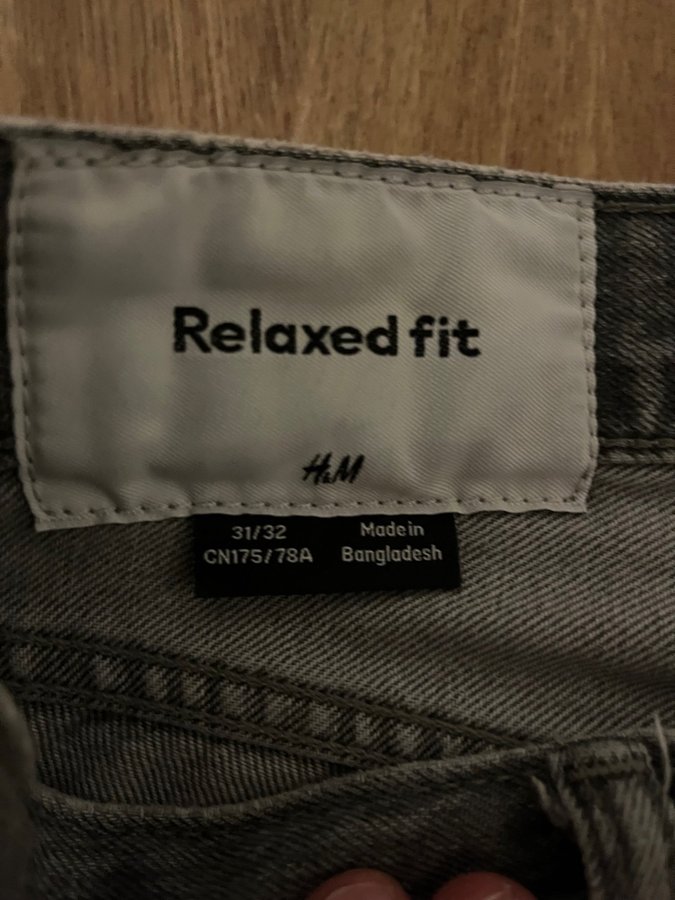 Relaxed fit
H&M
31/32
CN175/78A
Made in
Bangladesh